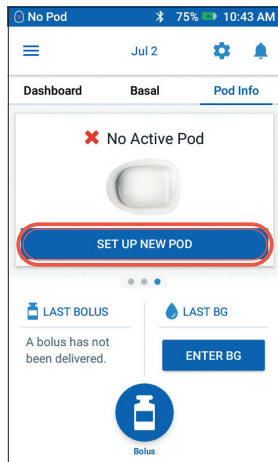 No Pod 75% 10:43 AM
Jul 2
Dashboard Basal Pod Info
No Active Pod
SET UP NEW POD
LAST BOLUS
A bolus has not
been delivered.
LAST BG
ENTER BG
Bolus